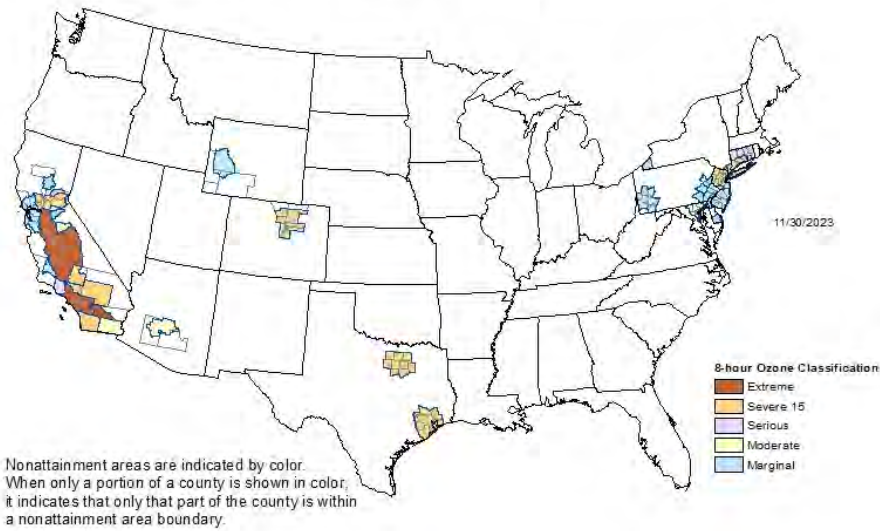 11/30/2023
8-hour Ozone Classification
Extreme
Severe 15
Serious
Moderate
Marginal
Nonattainment areas are indicated by color.
When only a portion of a county is shown in color,
it indicates that only that part of the county is within
a nonattainment area boundary.